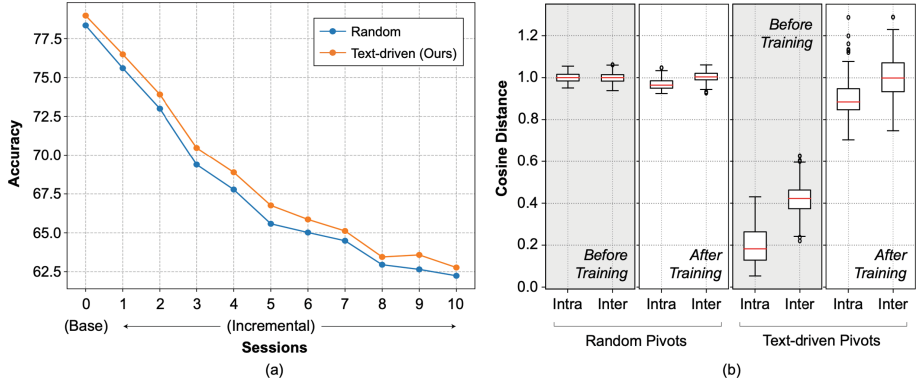 Random
Text-driven (Ours)
Accuracy
77.5
75.0
72.5
70.0
67.5
65.0
62.5
0 1 2 3 4 5 6 7 8 9 10
(Base) (Incremental)
Sessions
(a)
Cosine Distance
1.2
1.0
0.8
0.6
0.4
0.2
0.0
Before
Training
After
Training
Before
Training
After
Training
Intra Inter Intra Inter Intra Inter Intra Inter
Random Pivots Text-driven Pivots
(b)